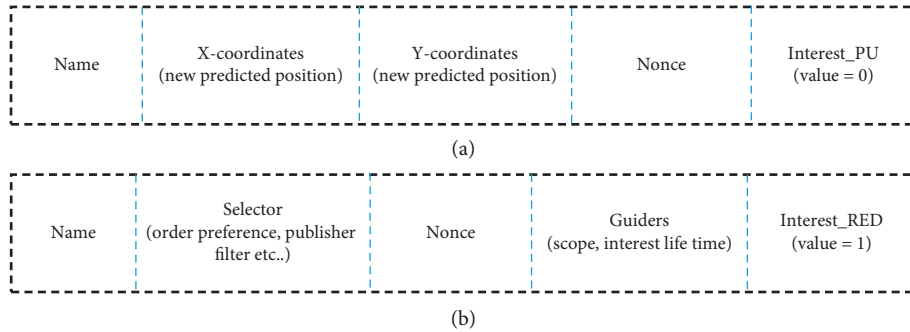 Name
X-coordinates
(new predicted position)
Y-coordinates
(new predicted position)
Nonce
Interest_PU
(value = 0)
(a)
Name
Selector
(order preference, publisher
filter etc..)
Nonce
Guiders
(scope, interest life time)
Interest_RED
(value = 1)
(b)